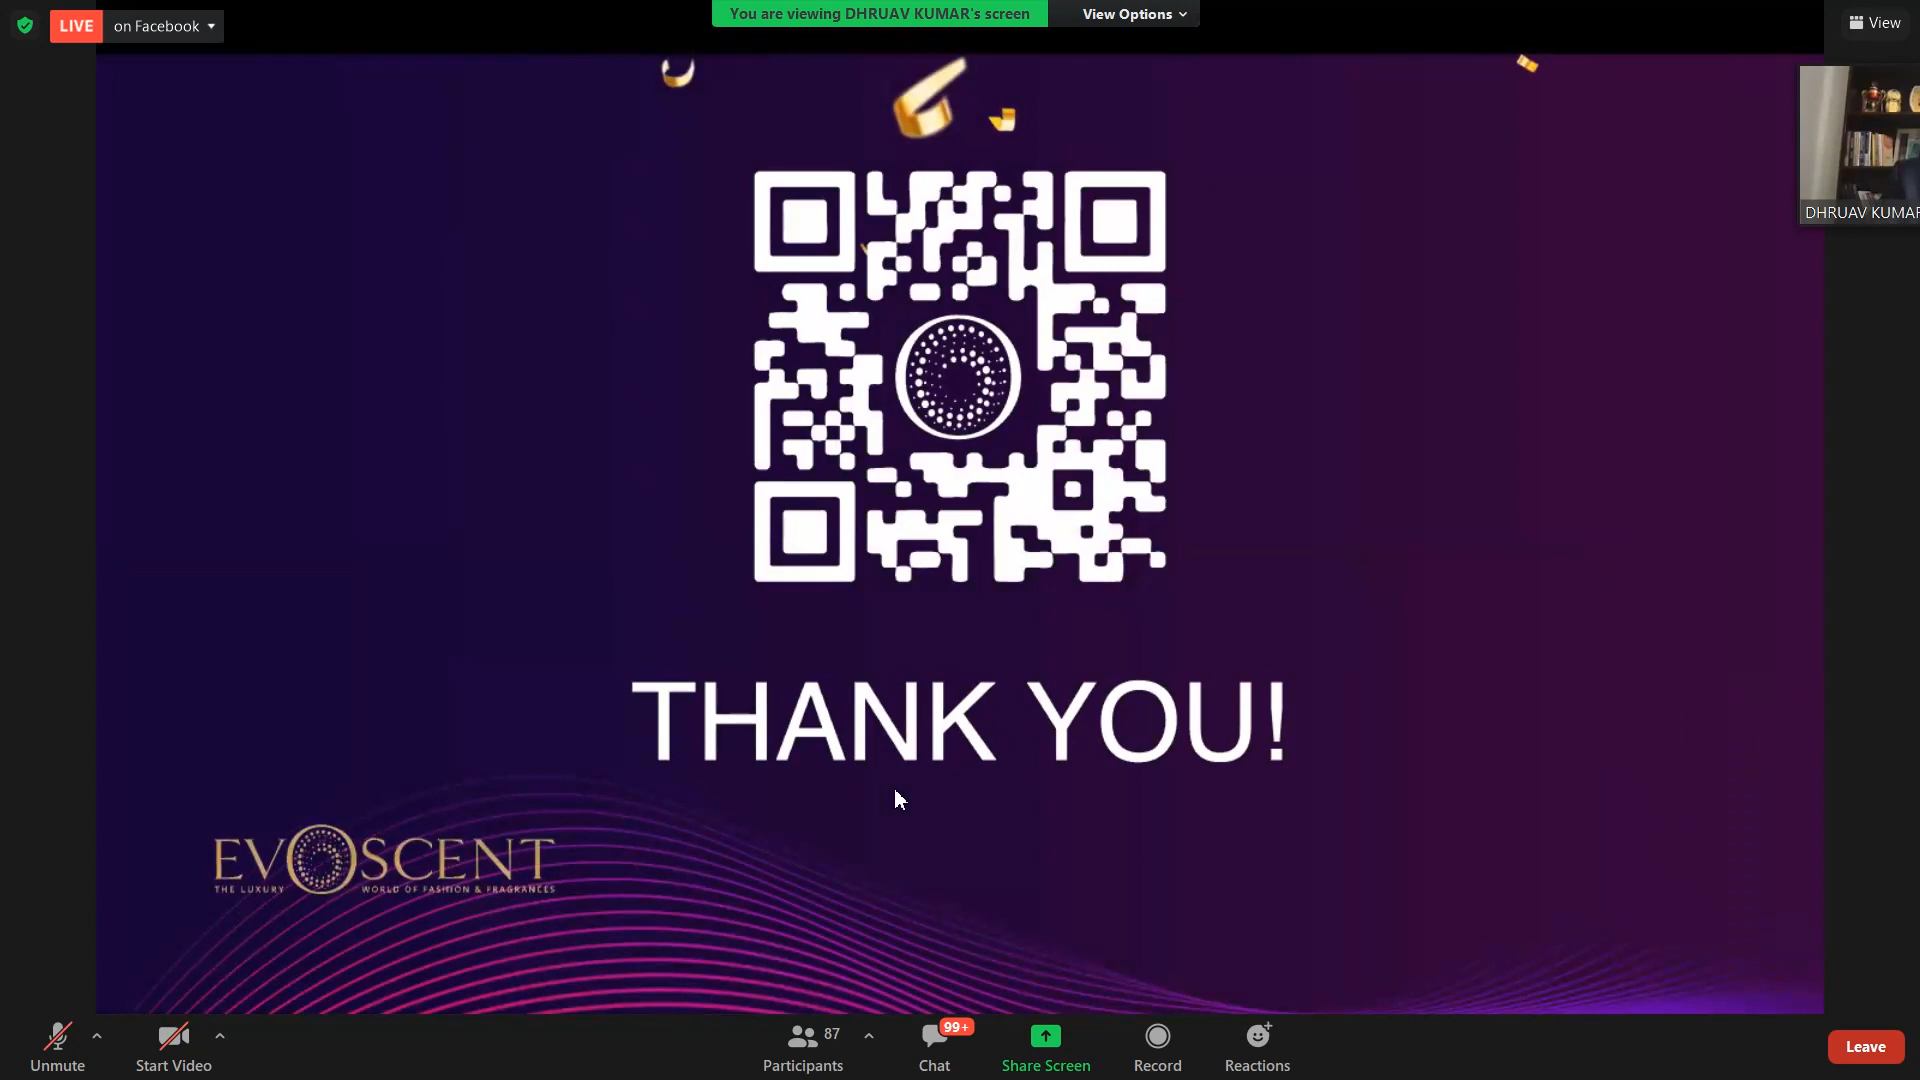 LIVE on Facebook
You are viewing DHRUAV KUMAR's screen
View Options
View
DHRUAV KUMAR
THANK YOU!
EVOSCENT
THE LUXURY WORLD OF FASHION & FRAGRANCES
Unmute
Start Video
87
Participants
99+
Chat
Share Screen
Record
Reactions
Leave